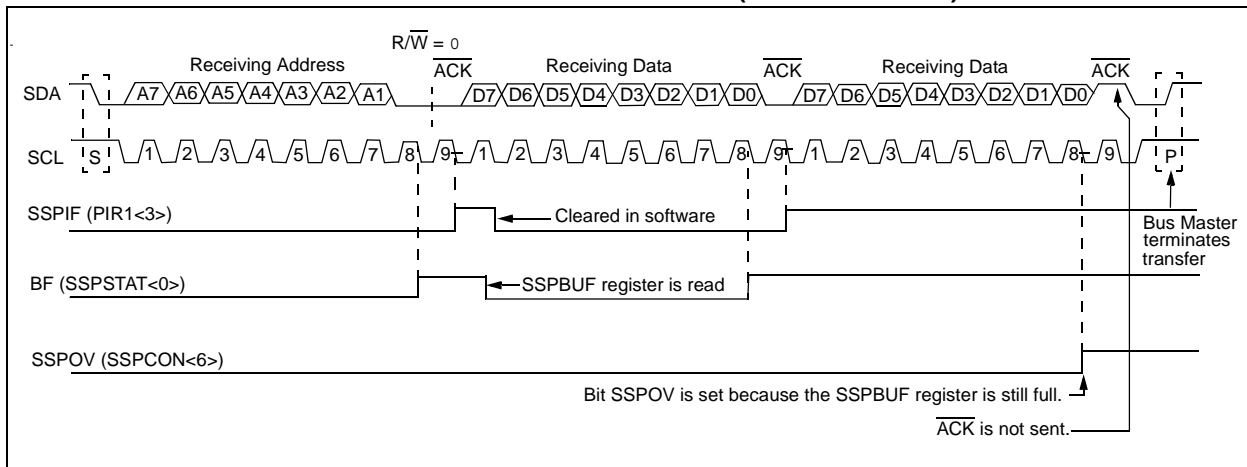 R/W = 0
Receiving Address
ACK
Receiving Data
ACK
Receiving Data
ACK
SDA
A7 A6 A5 A4 A3 A2 A1
D7 D6 D5 D4 D3 D2 D1 D0
D7 D6 D5 D4 D3 D2 D1 D0
SCL
S
1 2 3 4 5 6 7 8 9
1 2 3 4 5 6 7 8 9
1 2 3 4 5 6 7 8 9
P
SSPIF (PIR1<3>)
Cleared in software
Bus Master
terminates
transfer
BF (SSPSTAT<0>)
SSPBUF register is read
SSPOV (SSPCON<6>)
Bit SSPOV is set because the SSPBUF register is still full.
ACK is not sent.